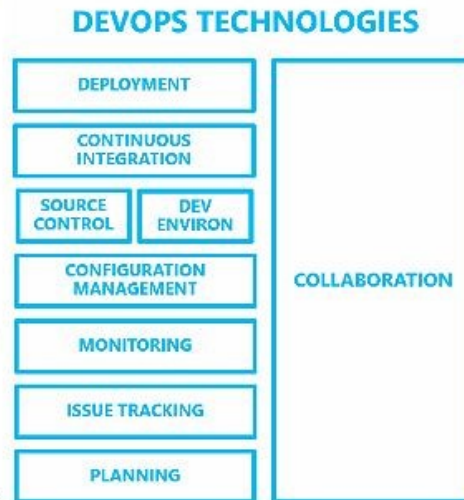 DEVOPS TECHNOLOGIES
DEPLOYMENT
CONTINUOUS
INTEGRATION
SOURCE
CONTROL
DEV
ENVIRON
CONFIGURATION
MANAGEMENT
MONITORING
ISSUE TRACKING
PLANNING
COLLABORATION